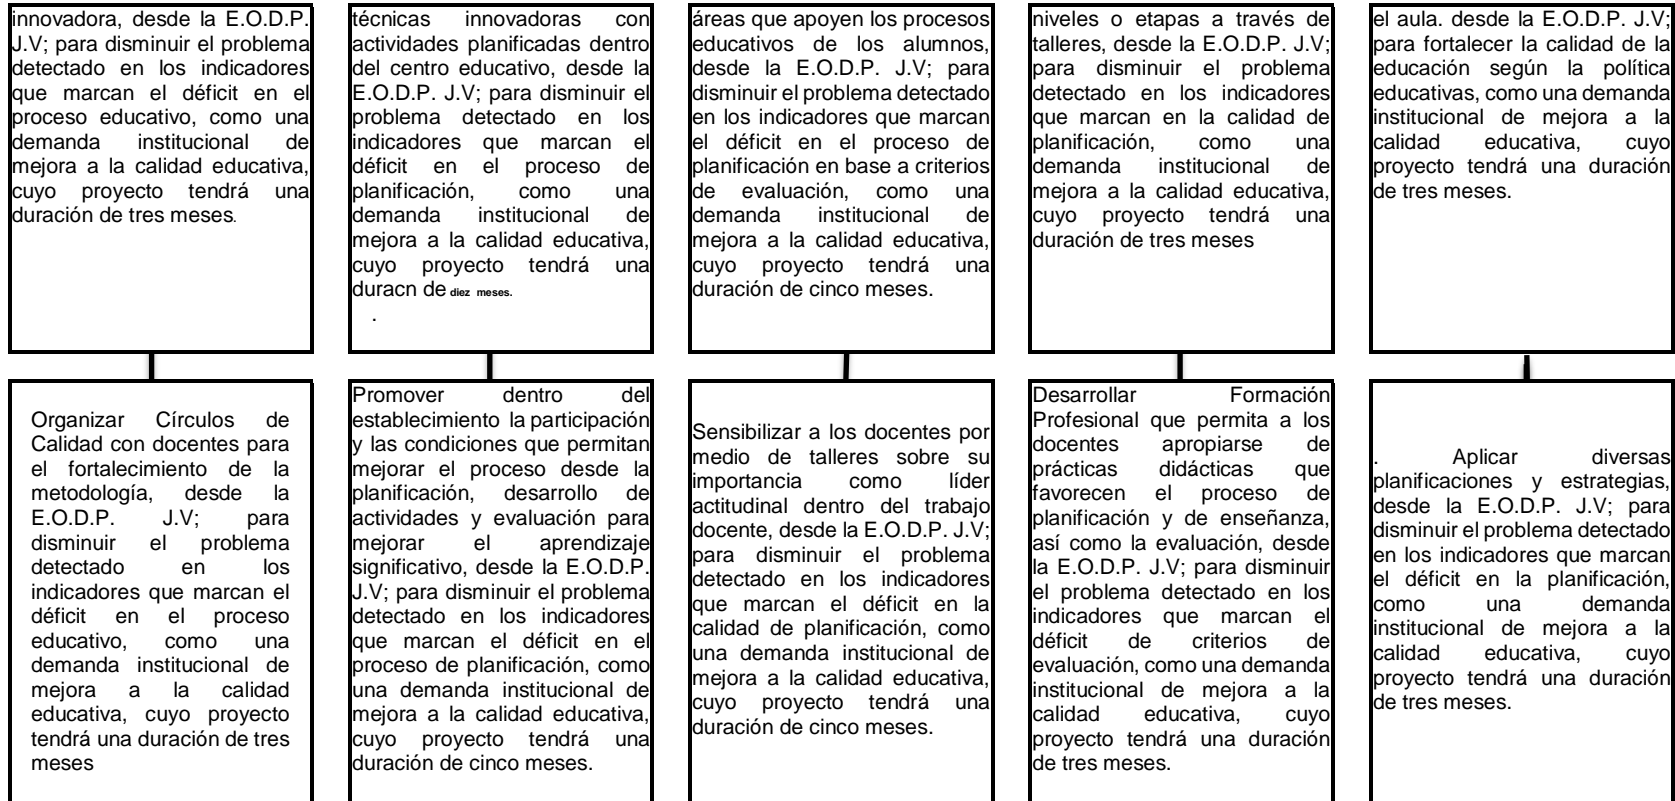 innovadora, desde la E.O.D.P.
J.V; para disminuir el problema
detectado en los indicadores
que marcan el déficit en el
proceso educativo, como una
demanda institucional de
mejora a la calidad educativa,
cuyo proyecto tendrá una
duración de tres meses.
técnicas innovadoras con
actividades planificadas dentro
del centro educativo, desde la
E.O.D.P. J.V; para disminuir el
problema detectado en los
indicadores que marcan el
déficit en el proceso de
planificación, como una
demanda institucional de
mejora a la calidad educativa,
cuyo proyecto tendrá una
duracn de diez meses.
.
áreas que apoyen los procesos
educativos de los alumnos,
desde la E.O.D.P. J.V; para
disminuir el problema detectado
en los indicadores que marcan
el déficit en el proceso de
planificación en base a criterios
de evaluación, como una
demanda institucional de
mejora a la calidad educativa,
cuyo proyecto tendrá una
duración de cinco meses.
niveles o etapas a través de
talleres, desde la E.O.D.P. J.V;
para disminuir el problema
detectado en los indicadores
que marcan en la calidad de
planificación, como una
demanda institucional de
mejora a la calidad educativa,
cuyo proyecto tendrá una
duración de tres meses
el aula. desde la E.O.D.P. J.V;
para fortalecer la calidad de la
educación según la política
educativas, como una demanda
institucional de mejora a la
calidad educativa, cuyo
proyecto tendrá una duración
de tres meses.
Organizar Círculos de
Calidad con docentes para
el fortalecimiento de la
metodología, desde la
E.O.D.P. J.V; para
disminuir el problema
detectado en los
indicadores que marcan el
déficit en el proceso
educativo, como una
demanda institucional de
mejora a la calidad
educativa, cuyo proyecto
tendrá una duración de tres
meses
Promover dentro del
establecimiento la participación
y las condiciones que permitan
mejorar el proceso desde la
planificación, desarrollo de
actividades y evaluación para
mejorar el aprendizaje
significativo, desde la E.O.D.P.
J.V; para disminuir el problema
detectado en los indicadores
que marcan el déficit en el
proceso de planificación, como
una demanda institucional de
mejora a la calidad educativa,
cuyo proyecto tendrá una
duración de cinco meses.
Sensibilizar a los docentes por
medio de talleres sobre su
importancia como líder
actitudinal dentro del trabajo
docente, desde la E.O.D.P. J.V;
para disminuir el problema
detectado en los indicadores
que marcan el déficit en la
calidad de planificación, como
una demanda institucional de
mejora a la calidad educativa,
cuyo proyecto tendrá una
duración de cinco meses.
Desarrollar Formación
Profesional que permita a los
docentes apropiarse de
prácticas didácticas que
favorecen el proceso de
planificación y de enseñanza,
así como la evaluación, desde
la E.O.D.P. J.V; para disminuir
el problema detectado en los
indicadores que marcan el
déficit de criterios de
evaluación, como una demanda
institucional de mejora a la
calidad educativa, cuyo
proyecto tendrá una duración
de tres meses.
. Aplicar diversas
planificaciones y estrategias,
desde la E.O.D.P. J.V; para
disminuir el problema detectado
en los indicadores que marcan
el déficit en la planificación,
como una demanda
institucional de mejora a la
calidad educativa, cuyo
proyecto tendrá una duración
de tres meses.